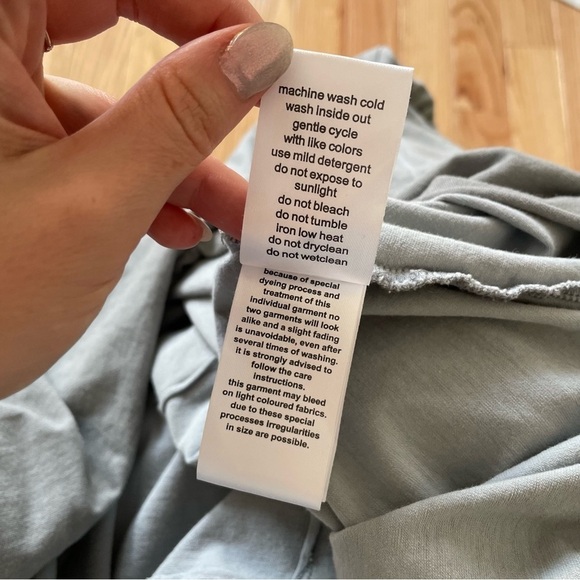 machine wash cold
wash inside out
gentle cycle
with like colors
use mild detergent
do not expose to
sunlight
do not bleach
do not tumble
iron low heat
do not dryclean
do not wetclean
because of special
dyeing process and
treatment of this
individual garment no
two garments will look
alike and a slight fading
is unavoidable, even after
several times of washing.
it is strongly advised to
follow the care
instructions.
this garment may bleed
on light coloured fabrics.
due to these special
processes irregularities
in size are possible.